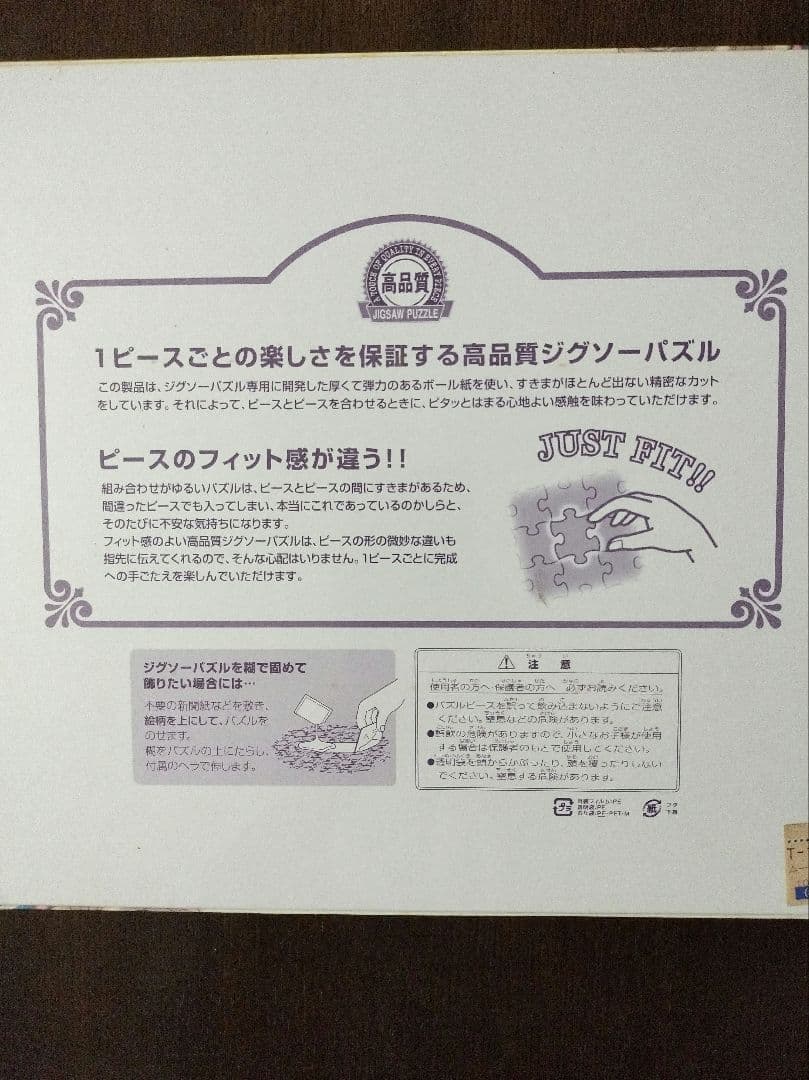 A TOUCH OF QUALITY IN EVERY PIECE
高品質
JIGSAW PUZZLE
1ピースごとの楽しさを保証する高品質ジグソーパズル
この製品は、ジグソーパズル専用に開発した厚くて弾力のあるボール紙を使い、すきまがほとんど出ない精密なカット
をしています。それによって、ピースとピースを合わせるときに、ピタッとはまる心地よい感触を味わっていただけます。
ピースのフィット感が違う!!
JUST FIT!!
組み合わせがゆるいパズルは、ピースとピースの間にすきまがあるため、
間違ったピースでも入ってしまい、本当にこれであっているのかしらと、
そのたびに不安な気持ちになります。
フィット感のよい高品質ジグソーパズルは、ピースの形の微妙な違いも
指先に伝えてくれるので、そんな心配はいりません。1ピースごとに完成
への手ごたえを楽しんでいただけます。
ジグソーパズルを糊で固めて
飾りたい場合には…
不要の新聞紙などを敷き、
絵柄を上にして、パズルを
のせます。
糊をパズルの上にたらし、
付属のヘラで伸します。
注意
使用者の方へ・保護者の方へ 必ずお読みください。
●パズルピースを誤って飲み込まないようにご注意
ください。窒息などの危険があります。
●誤飲の危険がありますので、小さなお子様が使用
する場合は保護者のもとで使用してください。
●透明袋を頭からかぶったり、顔を覆ったりしない
でください。窒息する危険があります。
プラ
紙
フタ
下箱
T-